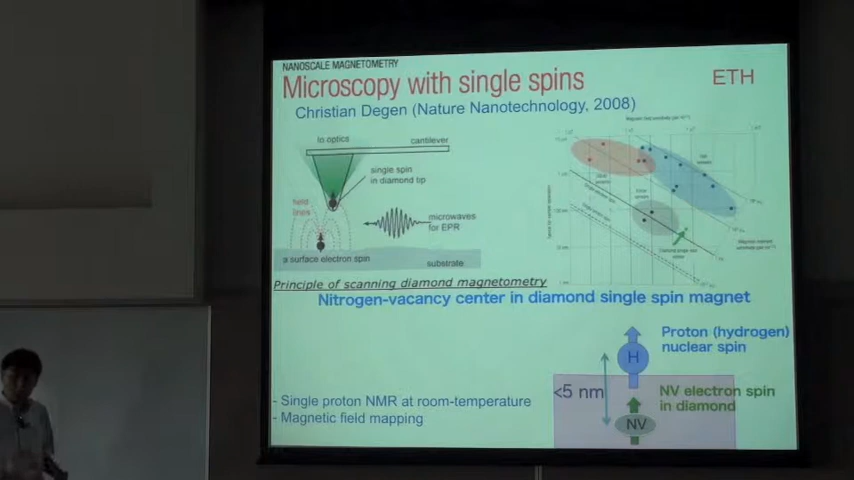 NANOSCALE MAGNETOMETRY
Microscopy with single spins
ETH
Christian Degen (Nature Nanotechnology, 2008)
to optics
cantilever
single spin
in diamond tip
field
lines
microwaves
for EPR
a surface electron spin
substrate
Principle of scanning diamond magnetometry
Nitrogen-vacancy center in diamond single spin magnet
Proton (hydrogen)
nuclear spin
H
<5 nm
NV electron spin
in diamond
NV
- Single proton NMR at room-temperature
- Magnetic field mapping